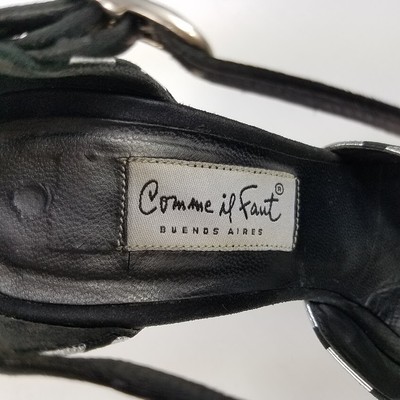 Comme il Faut®
BUENOS AIRES